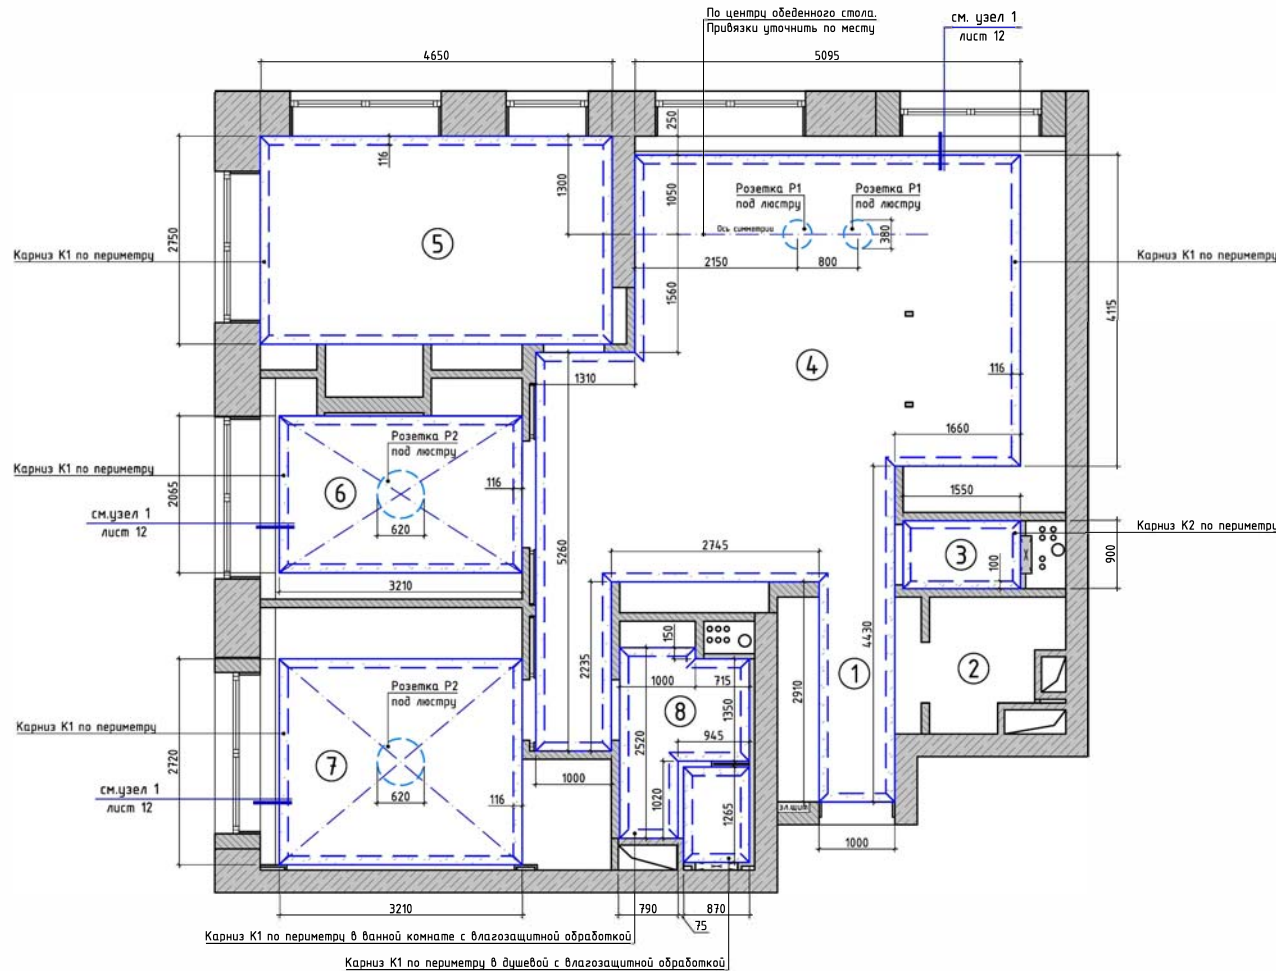 По центру обеденного стола.
Привязки уточнить по месту
см. узел 1
лист 12
4650
5095
250
116
1300
1050
Розетка Р1
под люстру
Розетка Р1
под люстру
Ось симметрии
380
2750
5
Карниз К1 по периметру
Карниз К1 по периметру
2150
800
1560
4115
4
116
1310
1660
Розетка Р2
под люстру
Карниз К1 по периметру
6
116
2065
см.узел 1
лист 12
620
1550
Карниз К2 по периметру
3
100
900
5260
2745
3210
4430
150
2235
Розетка Р2
под люстру
1000
715
1
2
2910
8
1350
Карниз К1 по периметру
2520
945
7
2720
см.узел 1
лист 12
620
116
1000
1020
1265
эл.щит
1000
3210
790
870
75
Карниз К1 по периметру в ванной комнате с влагозащитной обработкой
Карниз К1 по периметру в душевой с влагозащитной обработкой